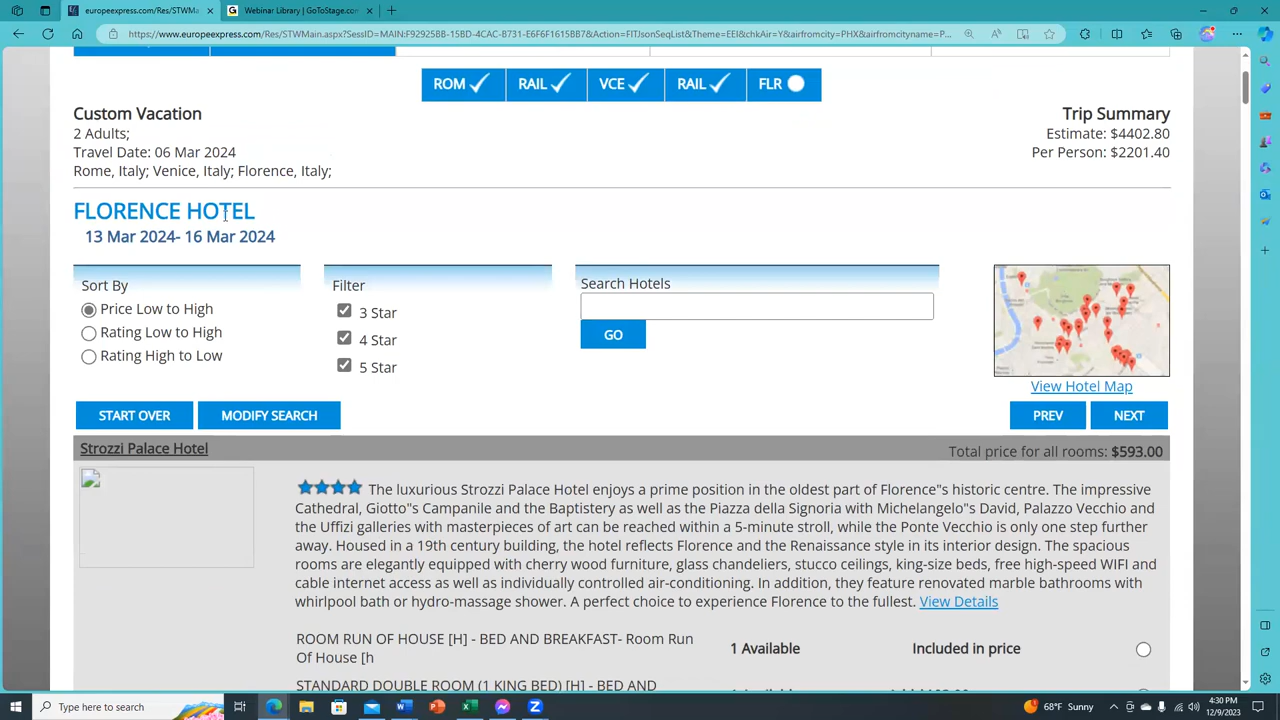 europeexpress.com/Res/STWMa
Webinar Library | GoToStage.co
https://www.europeexpress.com/Res/STWMain.aspx?SessID=MAIN:F92925BB-15BD-4CAC-B731-E6F6F1615BB7&Action=FITJsonSeqList&Theme=EEI&chkAir=Y&airfromcity=PHX&airfromcityname=P...
ROM RAIL VCE RAIL FLR
Custom Vacation
Trip Summary
2 Adults;
Estimate: $4402.80
Travel Date: 06 Mar 2024
Per Person: $2201.40
Rome, Italy; Venice, Italy; Florence, Italy;
FLORENCE HOTEL
13 Mar 2024- 16 Mar 2024
Sort By
Price Low to High
Rating Low to High
Rating High to Low
Filter
3 Star
4 Star
5 Star
Search Hotels
GO
View Hotel Map
START OVER MODIFY SEARCH PREV NEXT
Strozzi Palace Hotel Total price for all rooms: $593.00
The luxurious Strozzi Palace Hotel enjoys a prime position in the oldest part of Florence"s historic centre. The impressive
Cathedral, Giotto"s Campanile and the Baptistery as well as the Piazza della Signoria with Michelangelo"s David, Palazzo Vecchio and
the Uffizi galleries with masterpieces of art can be reached within a 5-minute stroll, while the Ponte Vecchio is only one step further
away. Housed in a 19th century building, the hotel reflects Florence and the Renaissance style in its interior design. The spacious
rooms are elegantly equipped with cherry wood furniture, glass chandeliers, stucco ceilings, king-size beds, free high-speed WIFI and
cable internet access as well as individually controlled air-conditioning. In addition, they feature renovated marble bathrooms with
whirlpool bath or hydro-massage shower. A perfect choice to experience Florence to the fullest. View Details
ROOM RUN OF HOUSE [H] - BED AND BREAKFAST- Room Run
Of House [h
1 Available Included in price
STANDARD DOUBLE ROOM (1 KING BED) [H] - BED AND
Type here to search
68°F Sunny
4:30 PM
12/9/2023